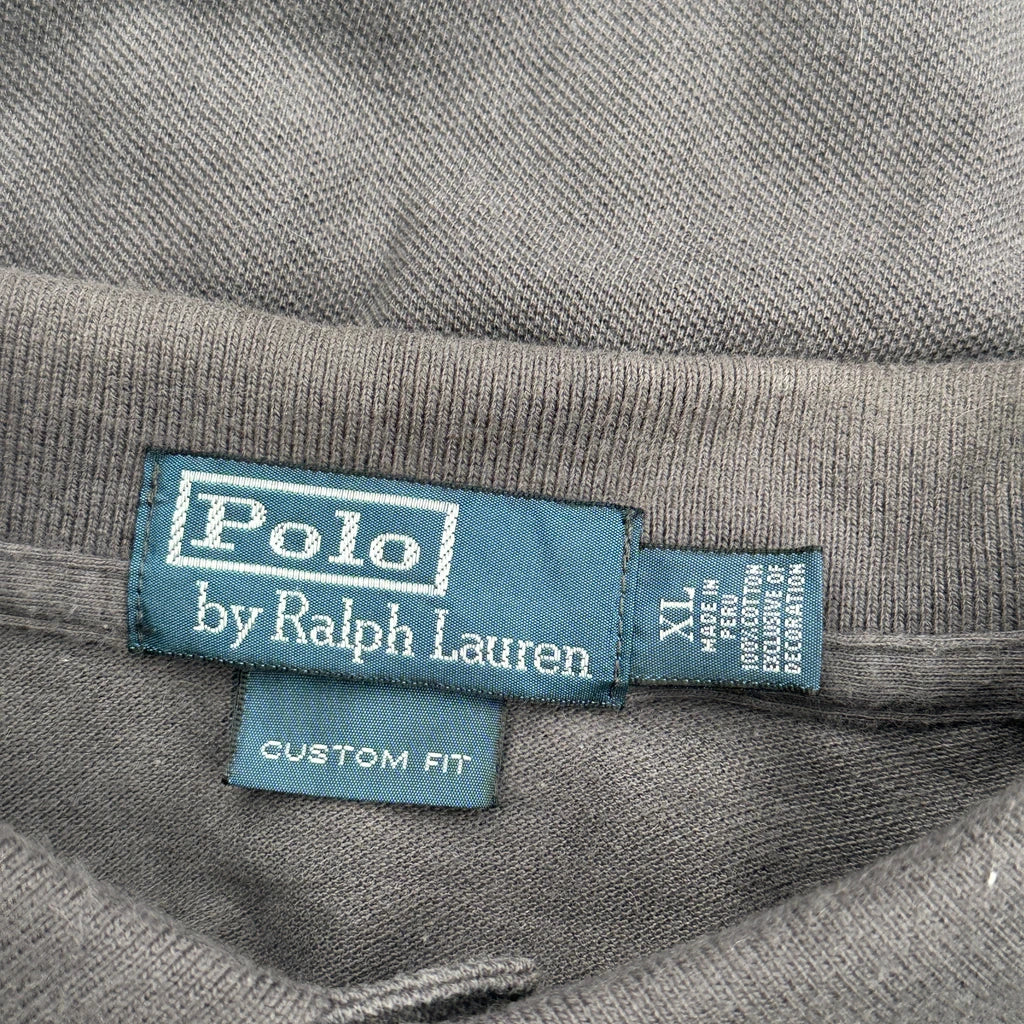 Polo
by Ralph Lauren
XL
MADE IN
PERU
100% COTTON
EXCLUSIVE OF
DECORATION
CUSTOM FIT